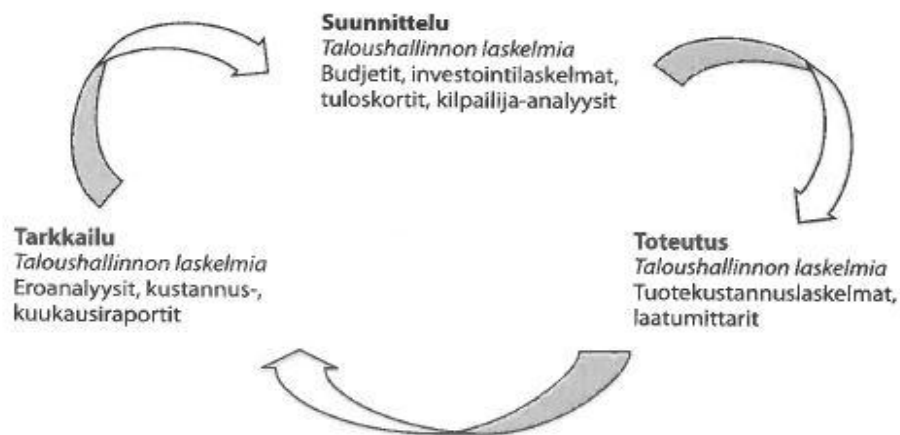 Suunnittelu
Taloushallinnon laskelmia
Budjetit, investointilaskelmat,
tuloskortit, kilpailija-analyysit
Tarkkailu
Taloushallinnon laskelmia
Eroanalyysit, kustannus-,
kuukausiraportit
Toteutus
Taloushallinnon laskelmia
Tuotekustannuslaskelmat,
laatumittarit